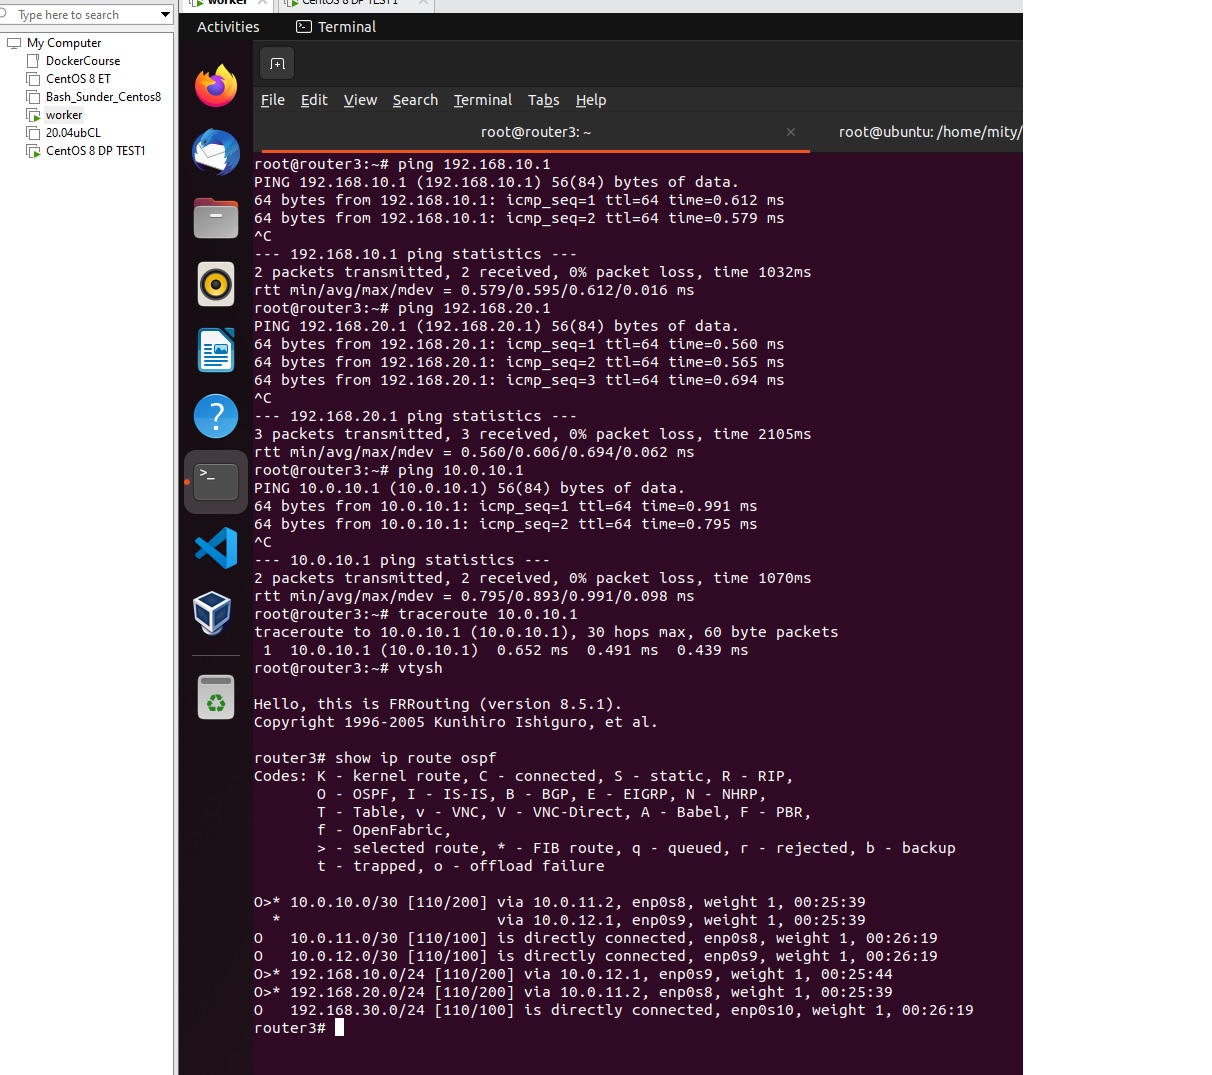 Type here to search
My Computer
DockerCourse
CentOS 8 ET
Bash_Sunder_Centos8
worker
20.04ubCL
CentOS 8 DP TEST1
worker
CentOS 8 DP TEST1
Activities
Terminal
File Edit View Search Terminal Tabs Help
root@router3: ~
root@ubuntu: /home/mity/
root@router3:~# ping 192.168.10.1
PING 192.168.10.1 (192.168.10.1) 56(84) bytes of data.
64 bytes from 192.168.10.1: icmp_seq=1 ttl=64 time=0.612 ms
64 bytes from 192.168.10.1: icmp_seq=2 ttl=64 time=0.579 ms
^C
--- 192.168.10.1 ping statistics ---
2 packets transmitted, 2 received, 0% packet loss, time 1032ms
rtt min/avg/max/mdev = 0.579/0.595/0.612/0.016 ms
root@router3:~# ping 192.168.20.1
PING 192.168.20.1 (192.168.20.1) 56(84) bytes of data.
64 bytes from 192.168.20.1: icmp_seq=1 ttl=64 time=0.560 ms
64 bytes from 192.168.20.1: icmp_seq=2 ttl=64 time=0.565 ms
64 bytes from 192.168.20.1: icmp_seq=3 ttl=64 time=0.694 ms
^C
--- 192.168.20.1 ping statistics ---
3 packets transmitted, 3 received, 0% packet loss, time 2105ms
rtt min/avg/max/mdev = 0.560/0.606/0.694/0.062 ms
root@router3:~# ping 10.0.10.1
PING 10.0.10.1 (10.0.10.1) 56(84) bytes of data.
64 bytes from 10.0.10.1: icmp_seq=1 ttl=64 time=0.991 ms
64 bytes from 10.0.10.1: icmp_seq=2 ttl=64 time=0.795 ms
^C
--- 10.0.10.1 ping statistics ---
2 packets transmitted, 2 received, 0% packet loss, time 1070ms
rtt min/avg/max/mdev = 0.795/0.893/0.991/0.098 ms
root@router3:~# traceroute 10.0.10.1
traceroute to 10.0.10.1 (10.0.10.1), 30 hops max, 60 byte packets
 1  10.0.10.1 (10.0.10.1)  0.652 ms  0.491 ms  0.439 ms
root@router3:~# vtysh
Hello, this is FRRouting (version 8.5.1).
Copyright 1996-2005 Kunihiro Ishiguro, et al.
router3# show ip route ospf
Codes: K - kernel route, C - connected, S - static, R - RIP,
       O - OSPF, I - IS-IS, B - BGP, E - EIGRP, N - NHRP,
       T - Table, v - VNC, V - VNC-Direct, A - Babel, F - PBR,
       f - OpenFabric,
       > - selected route, * - FIB route, q - queued, r - rejected, b - backup
       t - trapped, o - offload failure
O>* 10.0.10.0/30 [110/200] via 10.0.11.2, enp0s8, weight 1, 00:25:39
  *                        via 10.0.12.1, enp0s9, weight 1, 00:25:39
O   10.0.11.0/30 [110/100] is directly connected, enp0s8, weight 1, 00:26:19
O   10.0.12.0/30 [110/100] is directly connected, enp0s9, weight 1, 00:26:19
O>* 192.168.10.0/24 [110/200] via 10.0.12.1, enp0s9, weight 1, 00:25:44
O>* 192.168.20.0/24 [110/200] via 10.0.11.2, enp0s8, weight 1, 00:25:39
O   192.168.30.0/24 [110/100] is directly connected, enp0s10, weight 1, 00:26:19
router3#